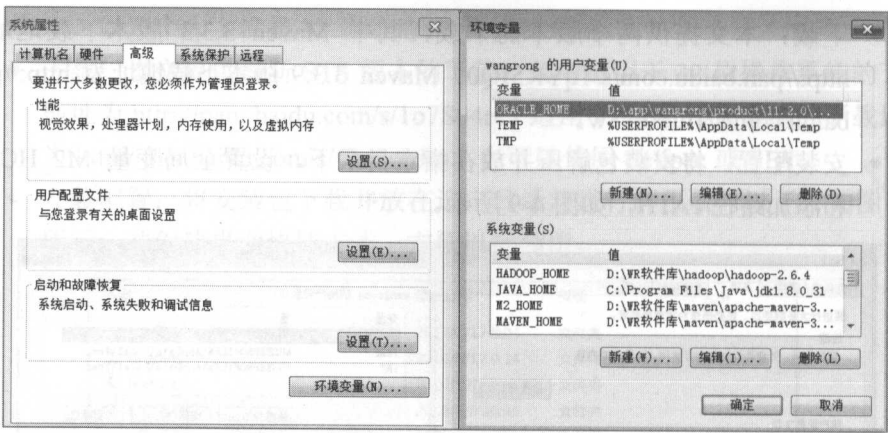 系统属性
计算机名 硬件 高级 系统保护 远程
要进行大多数更改，您必须作为管理员登录。
性能
视觉效果，处理器计划，内存使用，以及虚拟内存
设置(S)...
用户配置文件
与您登录有关的桌面设置
设置(E)...
启动和故障恢复
系统启动、系统失败和调试信息
设置(T)...
环境变量(N)...
环境变量
wangrong 的用户变量(U)
变量 值
ORACLE_HOME D:\app\wangrong\product\11.2.0\
TEMP %USERPROFILE%\AppData\Local\Temp
TMP %USERPROFILE%\AppData\Local\Temp
新建(N)... 编辑(E)... 删除(D)
系统变量(S)
变量 值
HADOOP_HOME D:\WR软件库\hadoop\hadoop-2.6.4
JAVA_HOME C:\Program Files\Java\jdk1.8.0_31
M2_HOME D:\WR软件库\maven\apache-maven-3...
MAVEN_HOME D:\WR软件库\maven\apache-maven-3...
新建(W)... 编辑(I)... 删除(L)
确定 取消